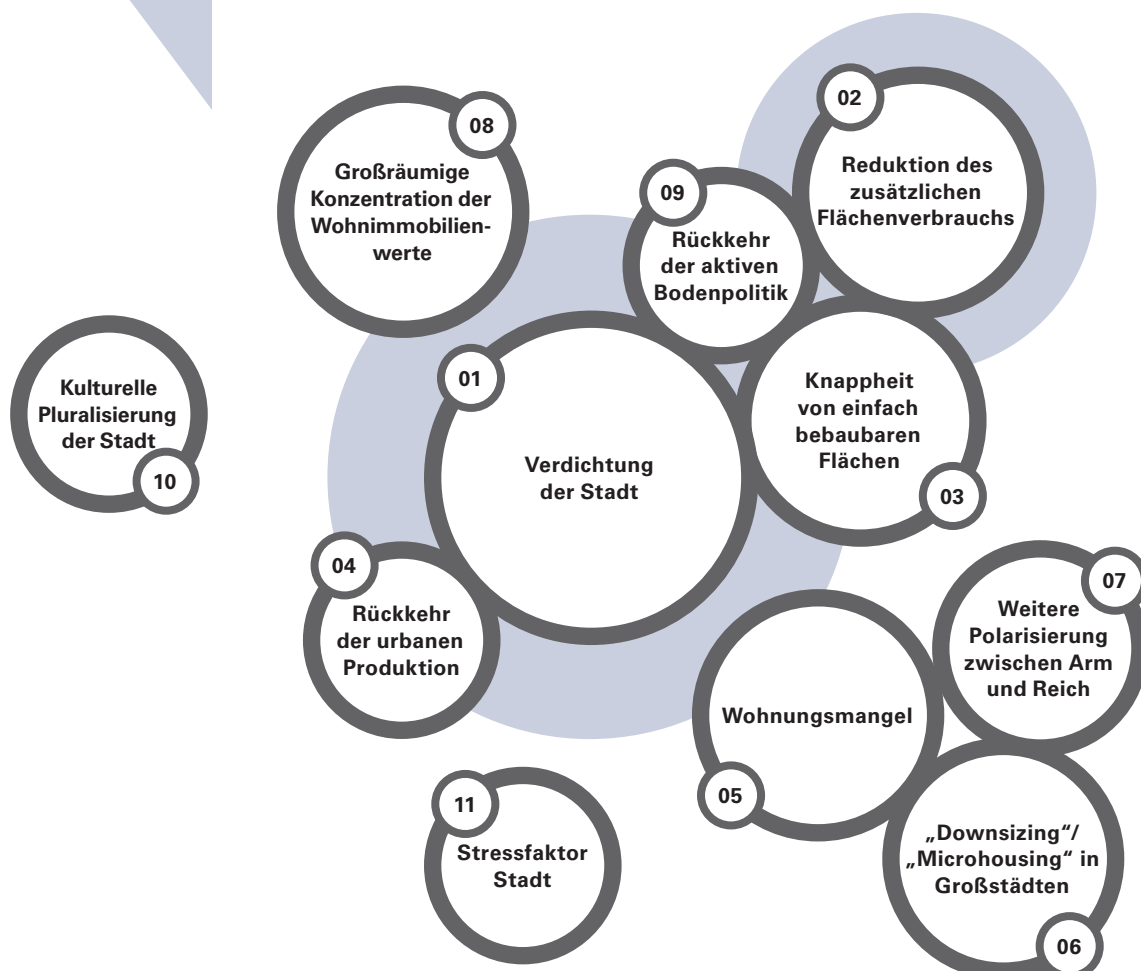 08
Großräumige
Konzentration der
Wohnimmobilien-
werte
02
Reduktion des
zusätzlichen
Flächenverbrauchs
09
Rückkehr
der aktiven
Bodenpolitik
01
Verdichtung
der Stadt
Knappheit
von einfach
bebaubaren
Flächen
03
Kulturelle
Pluralisierung
der Stadt
10
04
Rückkehr
der urbanen
Produktion
07
Weitere
Polarisierung
zwischen Arm
und Reich
Wohnungsmangel
05
11
Stressfaktor
Stadt
„Downsizing“/
„Microhousing“ in
Großstädten
06